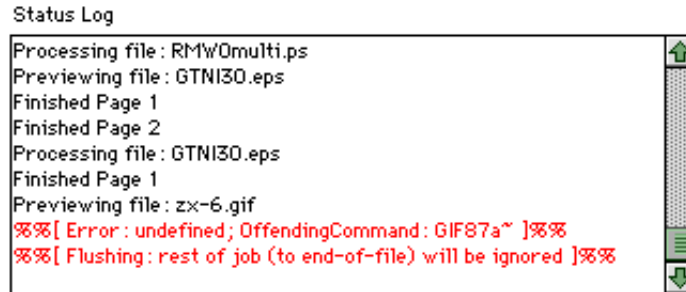 Status Log
Processing file: RMW0multi.ps
Previewing file: GTNI30.eps
Finished Page 1
Finished Page 2
Processing file: GTNI30.eps
Finished Page 1
Previewing file: zx-6.gif
%%[ Error: undefined; OffendingCommand: GIF87a~ ]%%
%%[ Flushing: rest of job (to end-of-file) will be ignored ]%%